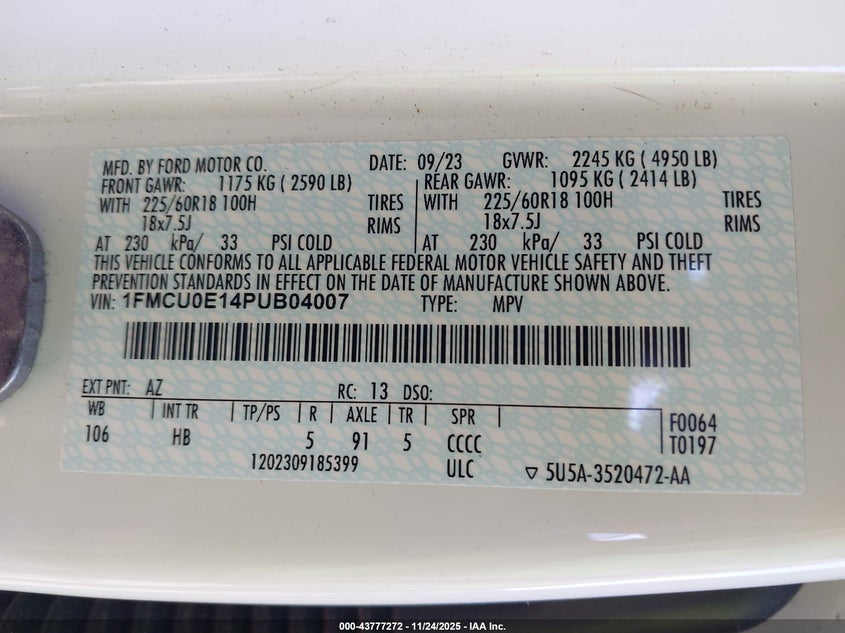 MFD. BY FORD MOTOR CO. DATE: 09/23 GVWR: 2245 KG ( 4950 LB)
FRONT GAWR: 1175 KG ( 2590 LB) REAR GAWR: 1095 KG ( 2414 LB)
WITH 225/60R18 100H TIRES WITH 225/60R18 100H TIRES
18x7.5J RIMS 18x7.5J RIMS
AT 230 kPa/ 33 PSI COLD AT 230 kPa/ 33 PSI COLD
THIS VEHICLE CONFORMS TO ALL APPLICABLE FEDERAL MOTOR VEHICLE SAFETY AND THEFT
PREVENTION STANDARDS IN EFFECT ON THE DATE OF MANUFACTURE SHOWN ABOVE.
VIN: 1FMCU0E14PUB04007 TYPE: MPV
EXT PNT: AZ RC: 13 DSO:
WB INT TR TP/PS R AXLE TR SPR F0064
106 HB 5 91 5 CCCC T0197
1202309185399 ULC ▽ 5U5A-3520472-AA
000-43777272 - 11/24/2025 - IAA Inc.